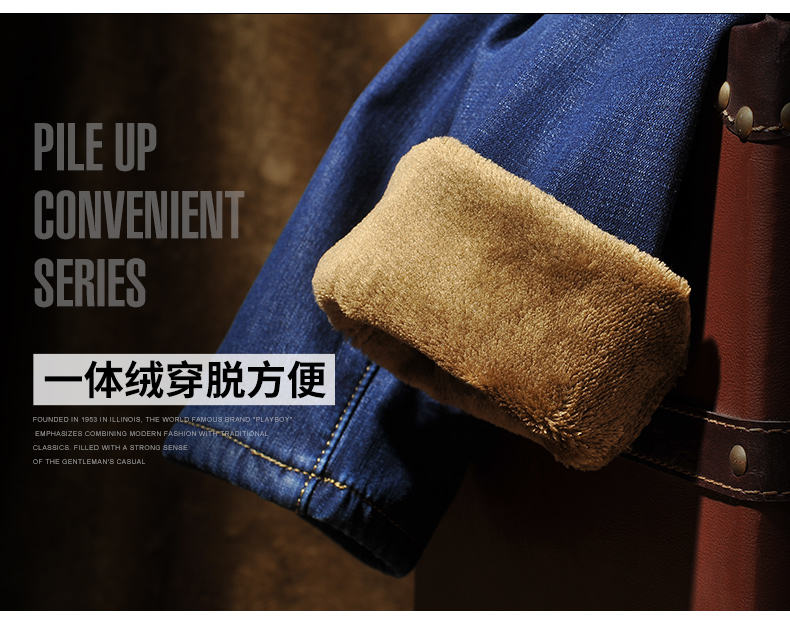 PILE UP
CONVENIENT
SERIES
一体绒穿脱方便
FOUNDED IN 1953 IN ILLINOIS, THE WORLD FAMOUS BRAND "PLAYBOY"
EMPHASIZES COMBINING MODERN FASHION WITH TRADITIONAL
CLASSICS. FILLED WITH A STRONG SENSE
OF THE GENTLEMAN'S CASUAL